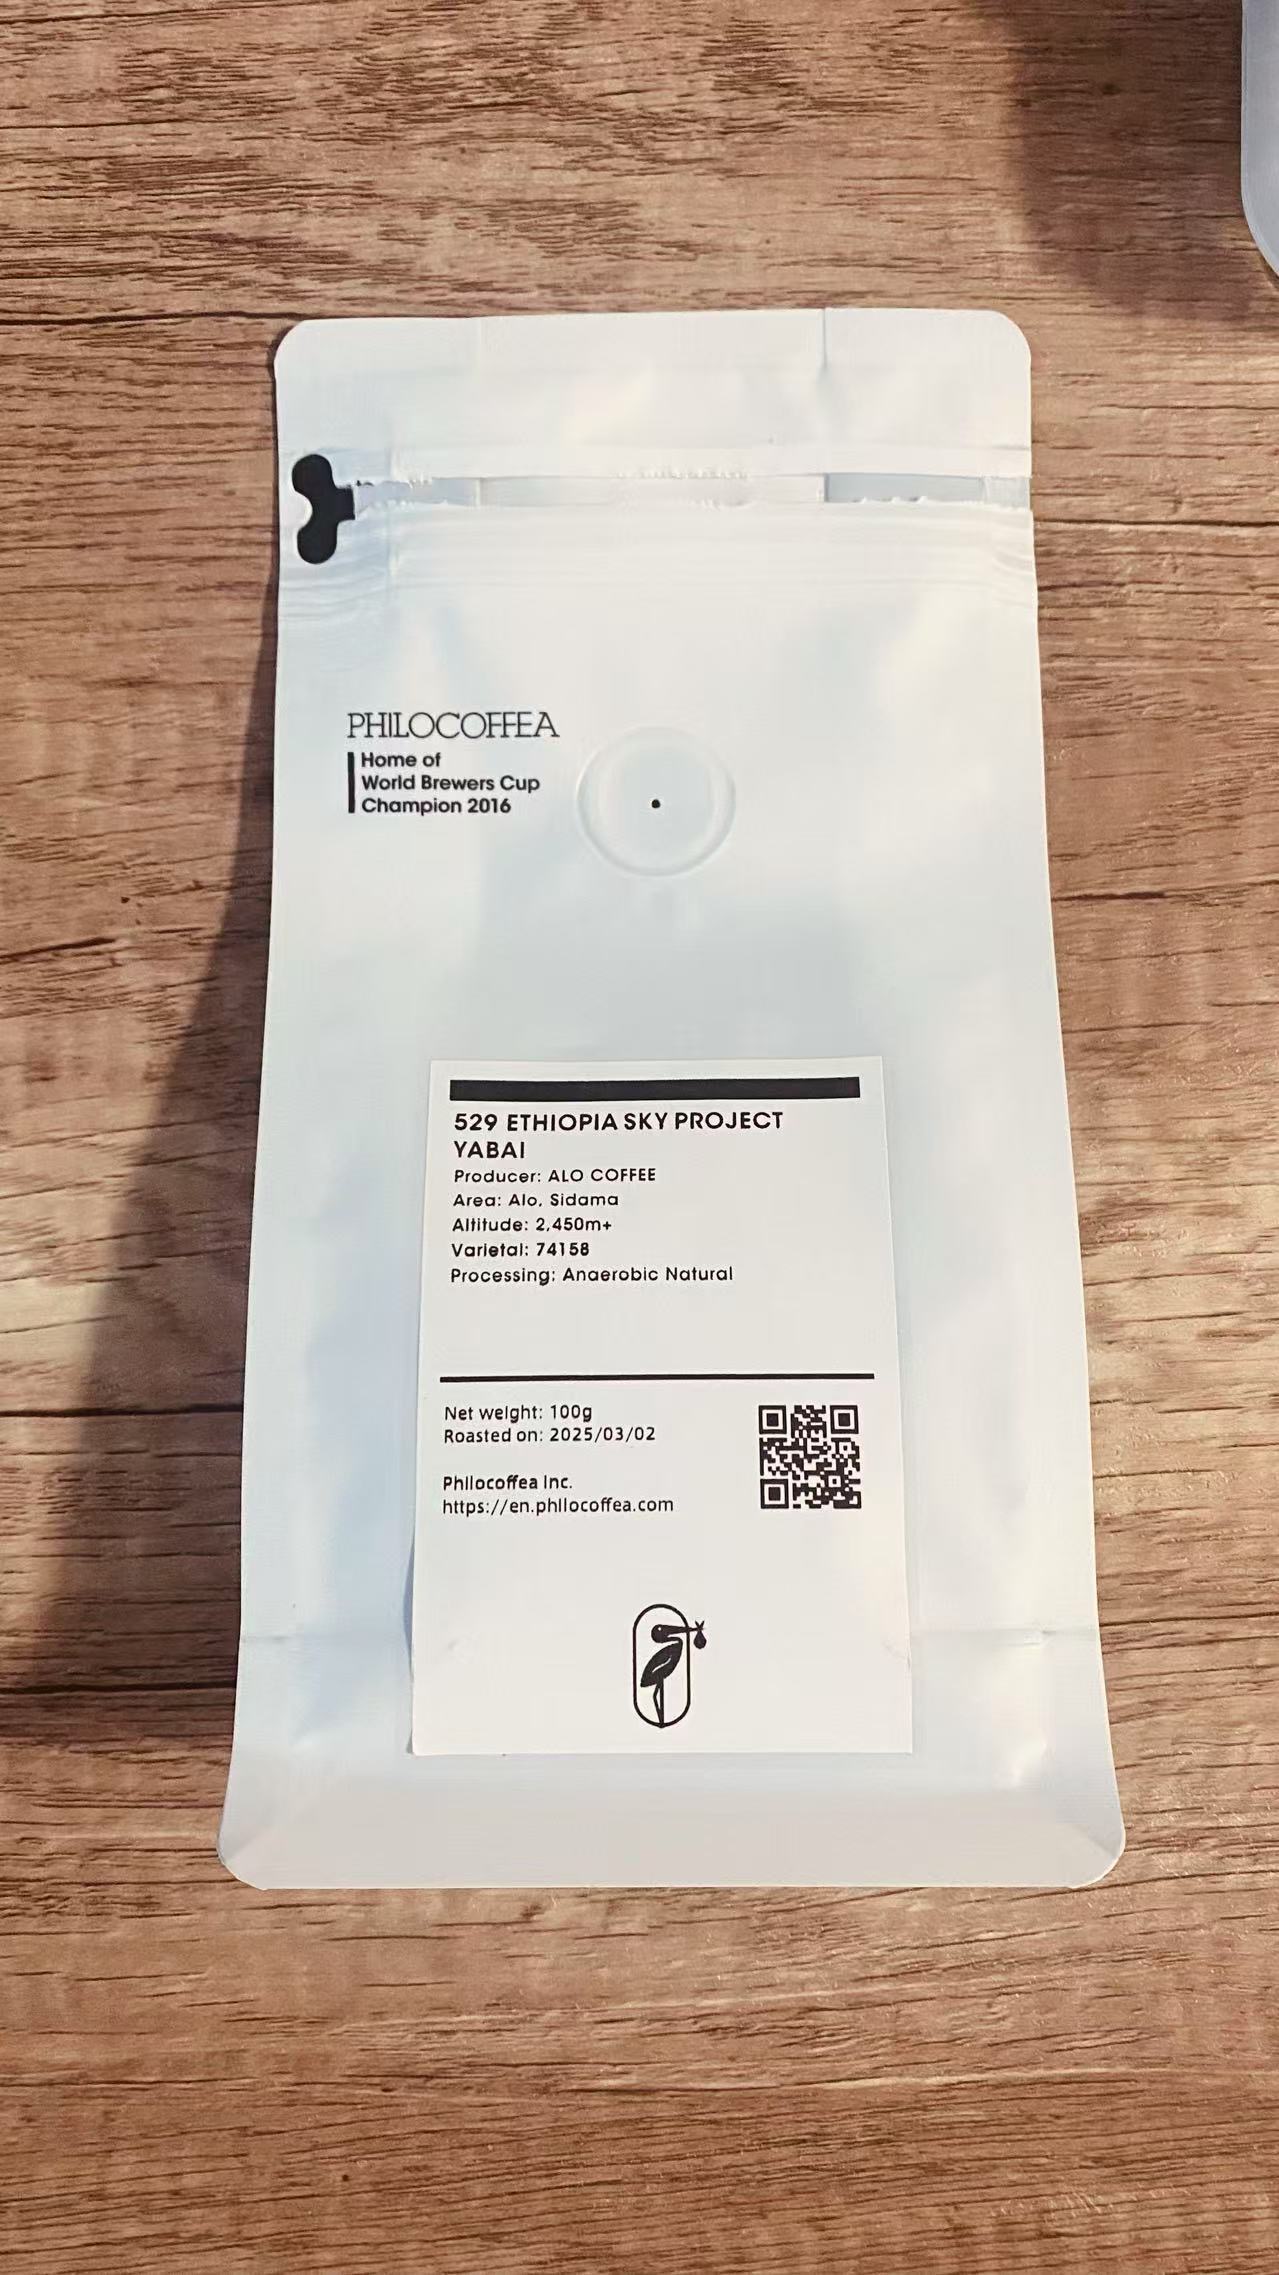 PHILOCOFFEA
Home of
World Brewers Cup
Champion 2016
529 ETHIOPIA SKY PROJECT
YABAI
Producer: ALO COFFEE
Area: Alo, Sidama
Altitude: 2,450m+
Varietal: 74158
Processing: Anaerobic Natural
Net weight: 100g
Roasted on: 2025/03/02
Philocoffea Inc.
https://en.philocoffea.com